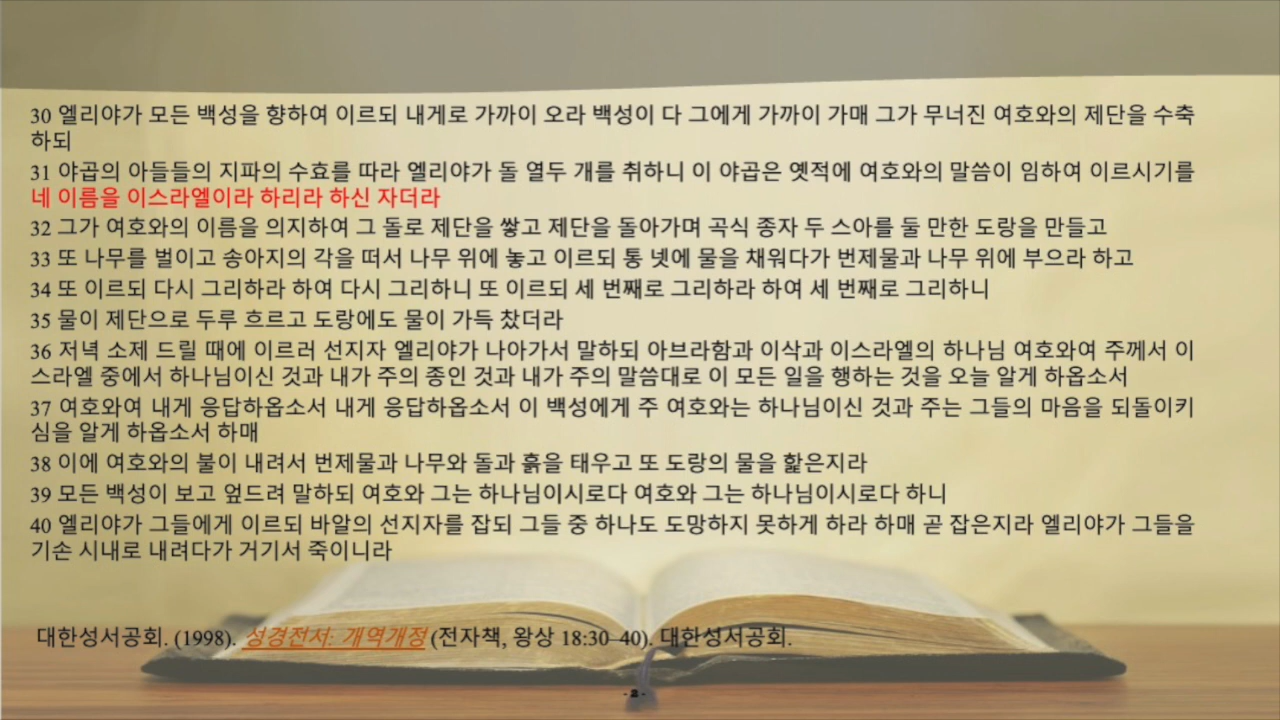 30 엘리야가 모든 백성을 향하여 이르되 내게로 가까이 오라 백성이 다 그에게 가까이 가매 그가 무너진 여호와의 제단을 수축
하되
31 야곱의 아들들의 지파의 수효를 따라 엘리야가 돌 열두 개를 취하니 이 야곱은 옛적에 여호와의 말씀이 임하여 이르시기를
네 이름을 이스라엘이라 하리라 하신 자더라
32 그가 여호와의 이름을 의지하여 그 돌로 제단을 쌓고 제단을 돌아가며 곡식 종자 두 스아를 둘 만한 도랑을 만들고
33 또 나무를 벌이고 송아지의 각을 떠서 나무 위에 놓고 이르되 통 넷에 물을 채워다가 번제물과 나무 위에 부으라 하고
34 또 이르되 다시 그리하라 하여 다시 그리하니 또 이르되 세 번째로 그리하라 하여 세 번째로 그리하니
35 물이 제단으로 두루 흐르고 도랑에도 물이 가득 찼더라
36 저녁 소제 드릴 때에 이르러 선지자 엘리야가 나아가서 말하되 아브라함과 이삭과 이스라엘의 하나님 여호와여 주께서 이
스라엘 중에서 하나님이신 것과 내가 주의 종인 것과 내가 주의 말씀대로 이 모든 일을 행하는 것을 오늘 알게 하옵소서
37 여호와여 내게 응답하옵소서 내게 응답하옵소서 이 백성에게 주 여호와는 하나님이신 것과 주는 그들의 마음을 되돌이키
심을 알게 하옵소서 하매
38 이에 여호와의 불이 내려서 번제물과 나무와 돌과 흙을 태우고 또 도랑의 물을 핥은지라
39 모든 백성이 보고 엎드려 말하되 여호와 그는 하나님이시로다 여호와 그는 하나님이시로다 하니
40 엘리야가 그들에게 이르되 바알의 선지자를 잡되 그들 중 하나도 도망하지 못하게 하라 하매 곧 잡은지라 엘리야가 그들을
기손 시내로 내려다가 거기서 죽이니라
대한성서공회. (1998). 성경전서: 개역개정 (전자책, 왕상 18:30–40). 대한성서공회.
- 2 -